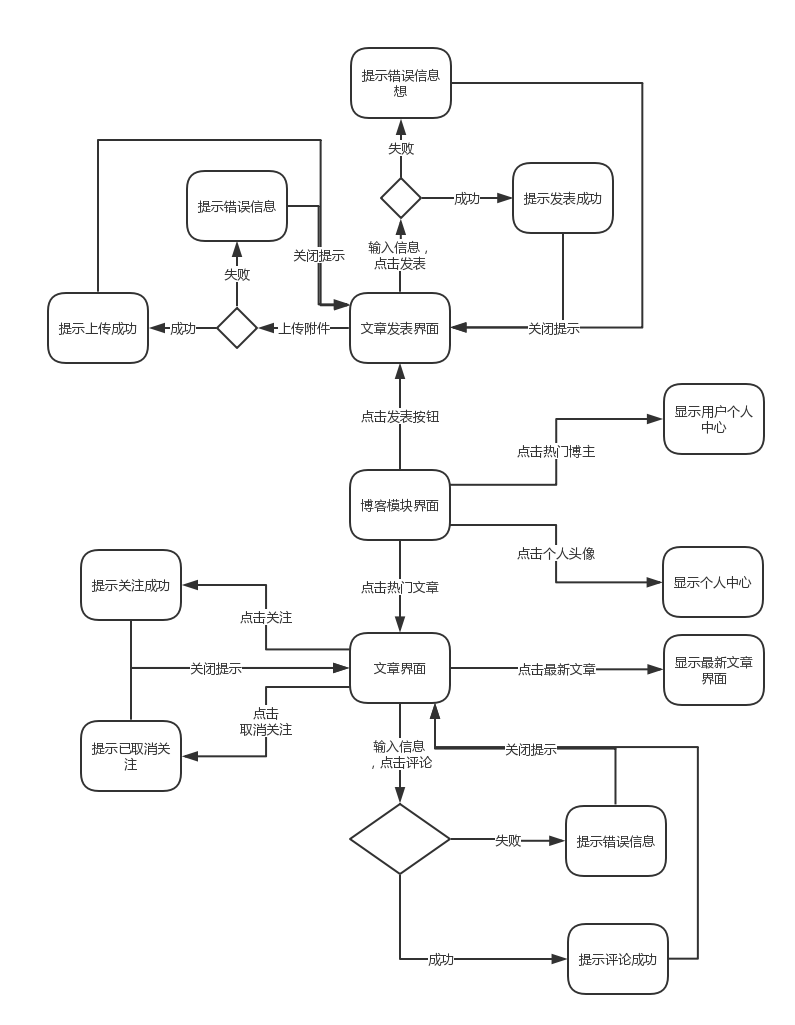 提示错误信息
想
失败
成功
提示发表成功
提示错误信息
关闭提示
输入信息，
点击发表
失败
提示上传成功
成功
上传附件
文章发表界面
关闭提示
点击发表按钮
显示用户个人
中心
点击热门博主
博客模块界面
点击个人头像
显示个人中心
提示关注成功
点击热门文章
点击关注
关闭提示
文章界面
点击最新文章
显示最新文章
界面
点击
取消关注
提示已取消关
注
输入信息
，点击评论
关闭提示
失败
提示错误信息
成功
提示评论成功